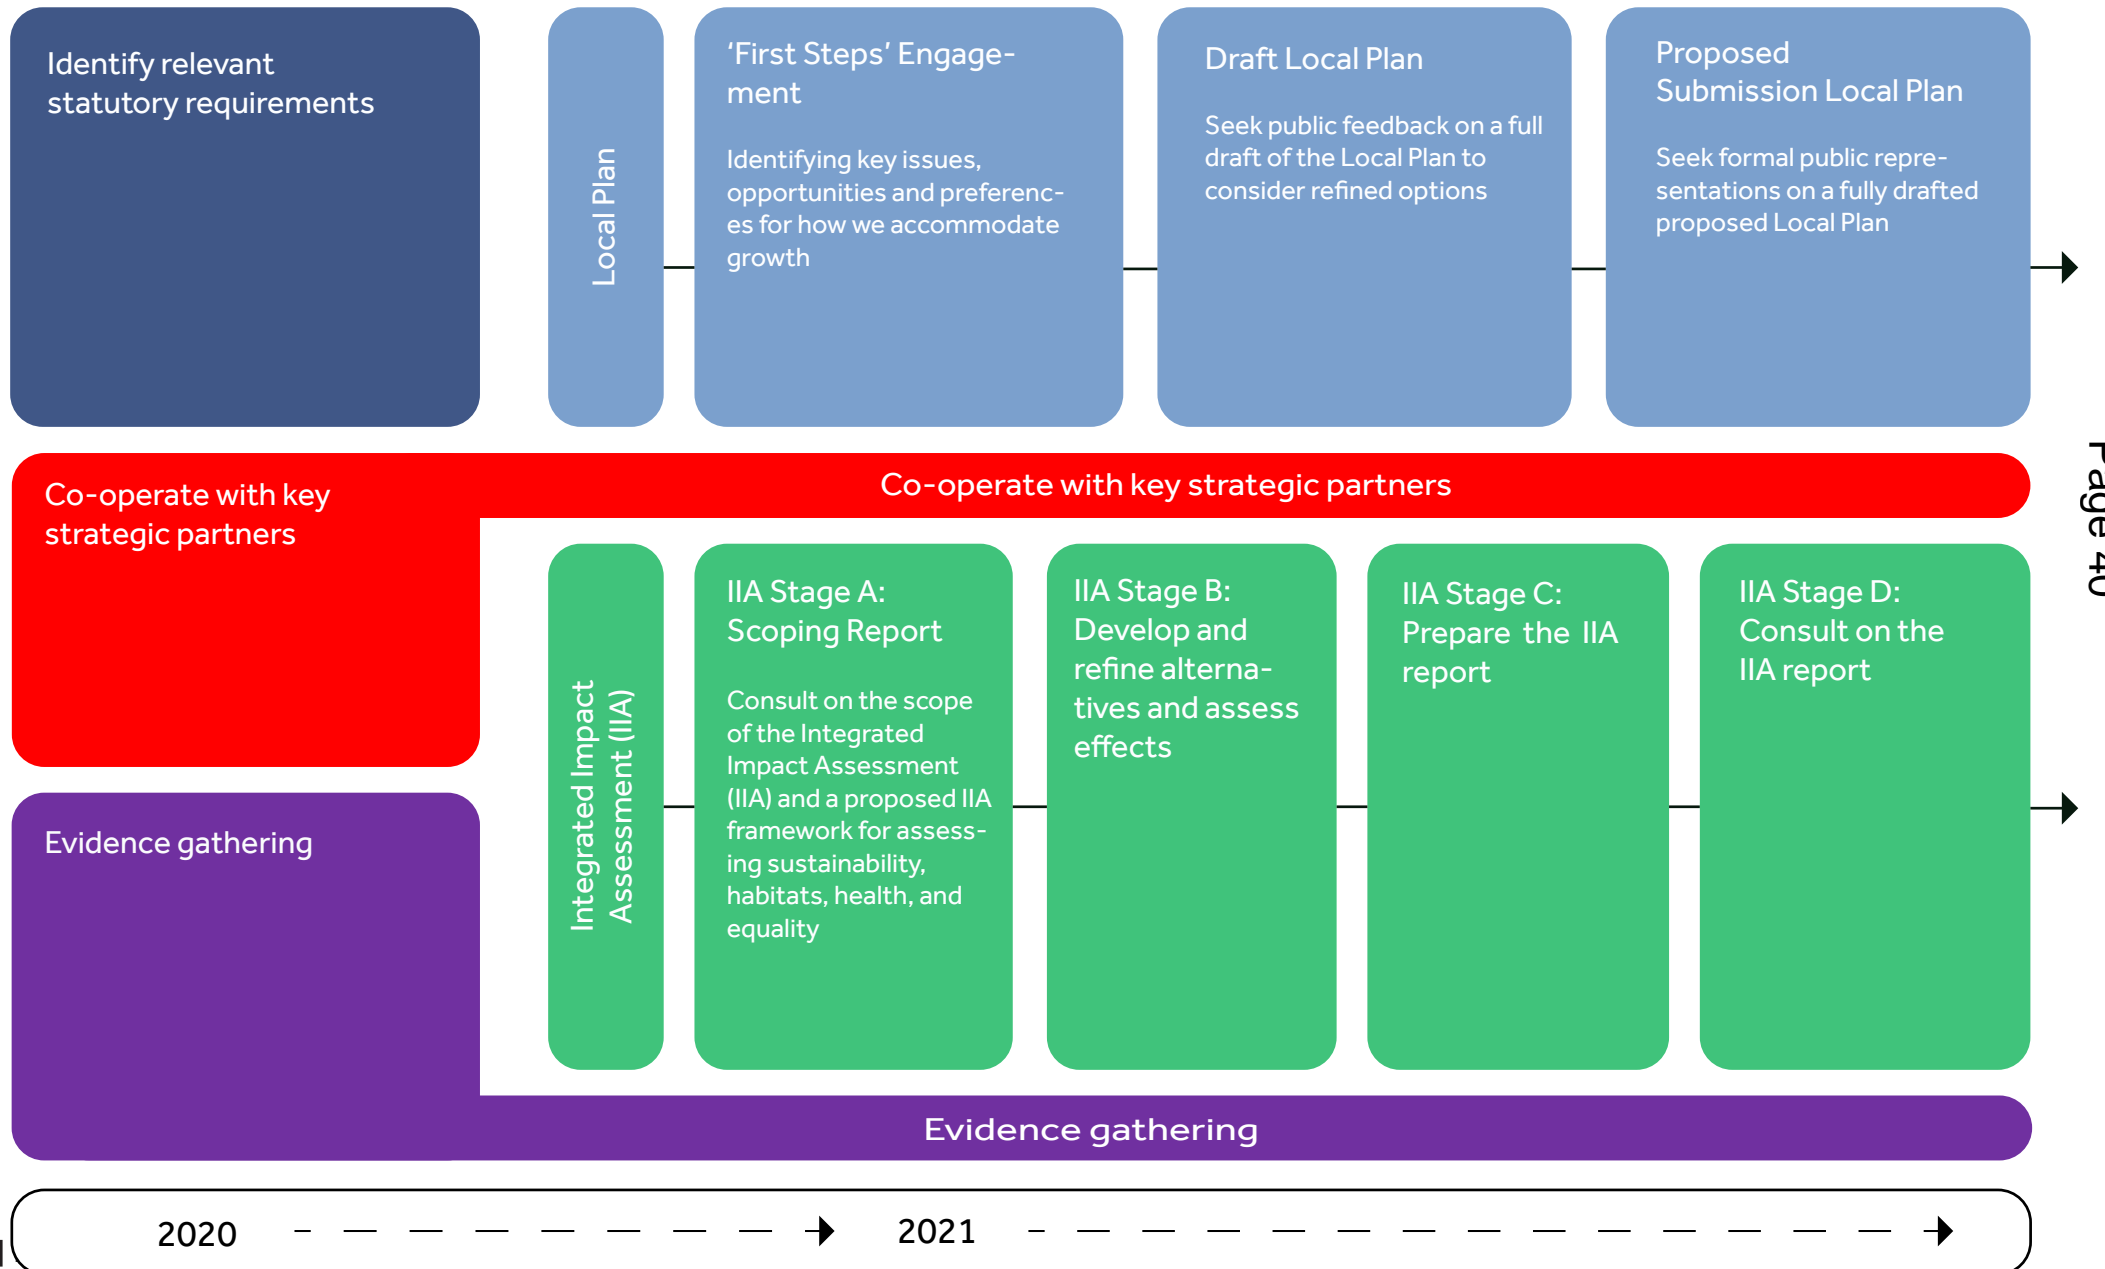 Identify relevant
statutory requirements
Local Plan
‘First Steps’ Engage-
ment
Identifying key issues,
opportunities and preferenc-
es for how we accommodate
growth
Draft Local Plan
Seek public feedback on a full
draft of the Local Plan to
consider refined options
Proposed
Submission Local Plan
Seek formal public repre-
sentations on a fully drafted
proposed Local Plan
Co-operate with key
strategic partners
Co-operate with key strategic partners
Page 40
Integrated Impact
Assessment (IIA)
IIA Stage A:
Scoping Report
Consult on the scope
of the Integrated
Impact Assessment
(IIA) and a proposed IIA
framework for assess-
ing sustainability,
habitats, health, and
equality
IIA Stage B:
Develop and
refine alterna-
tives and assess
effects
IIA Stage C:
Prepare the IIA
report
IIA Stage D:
Consult on the
IIA report
Evidence gathering
Evidence gathering
2020
2021